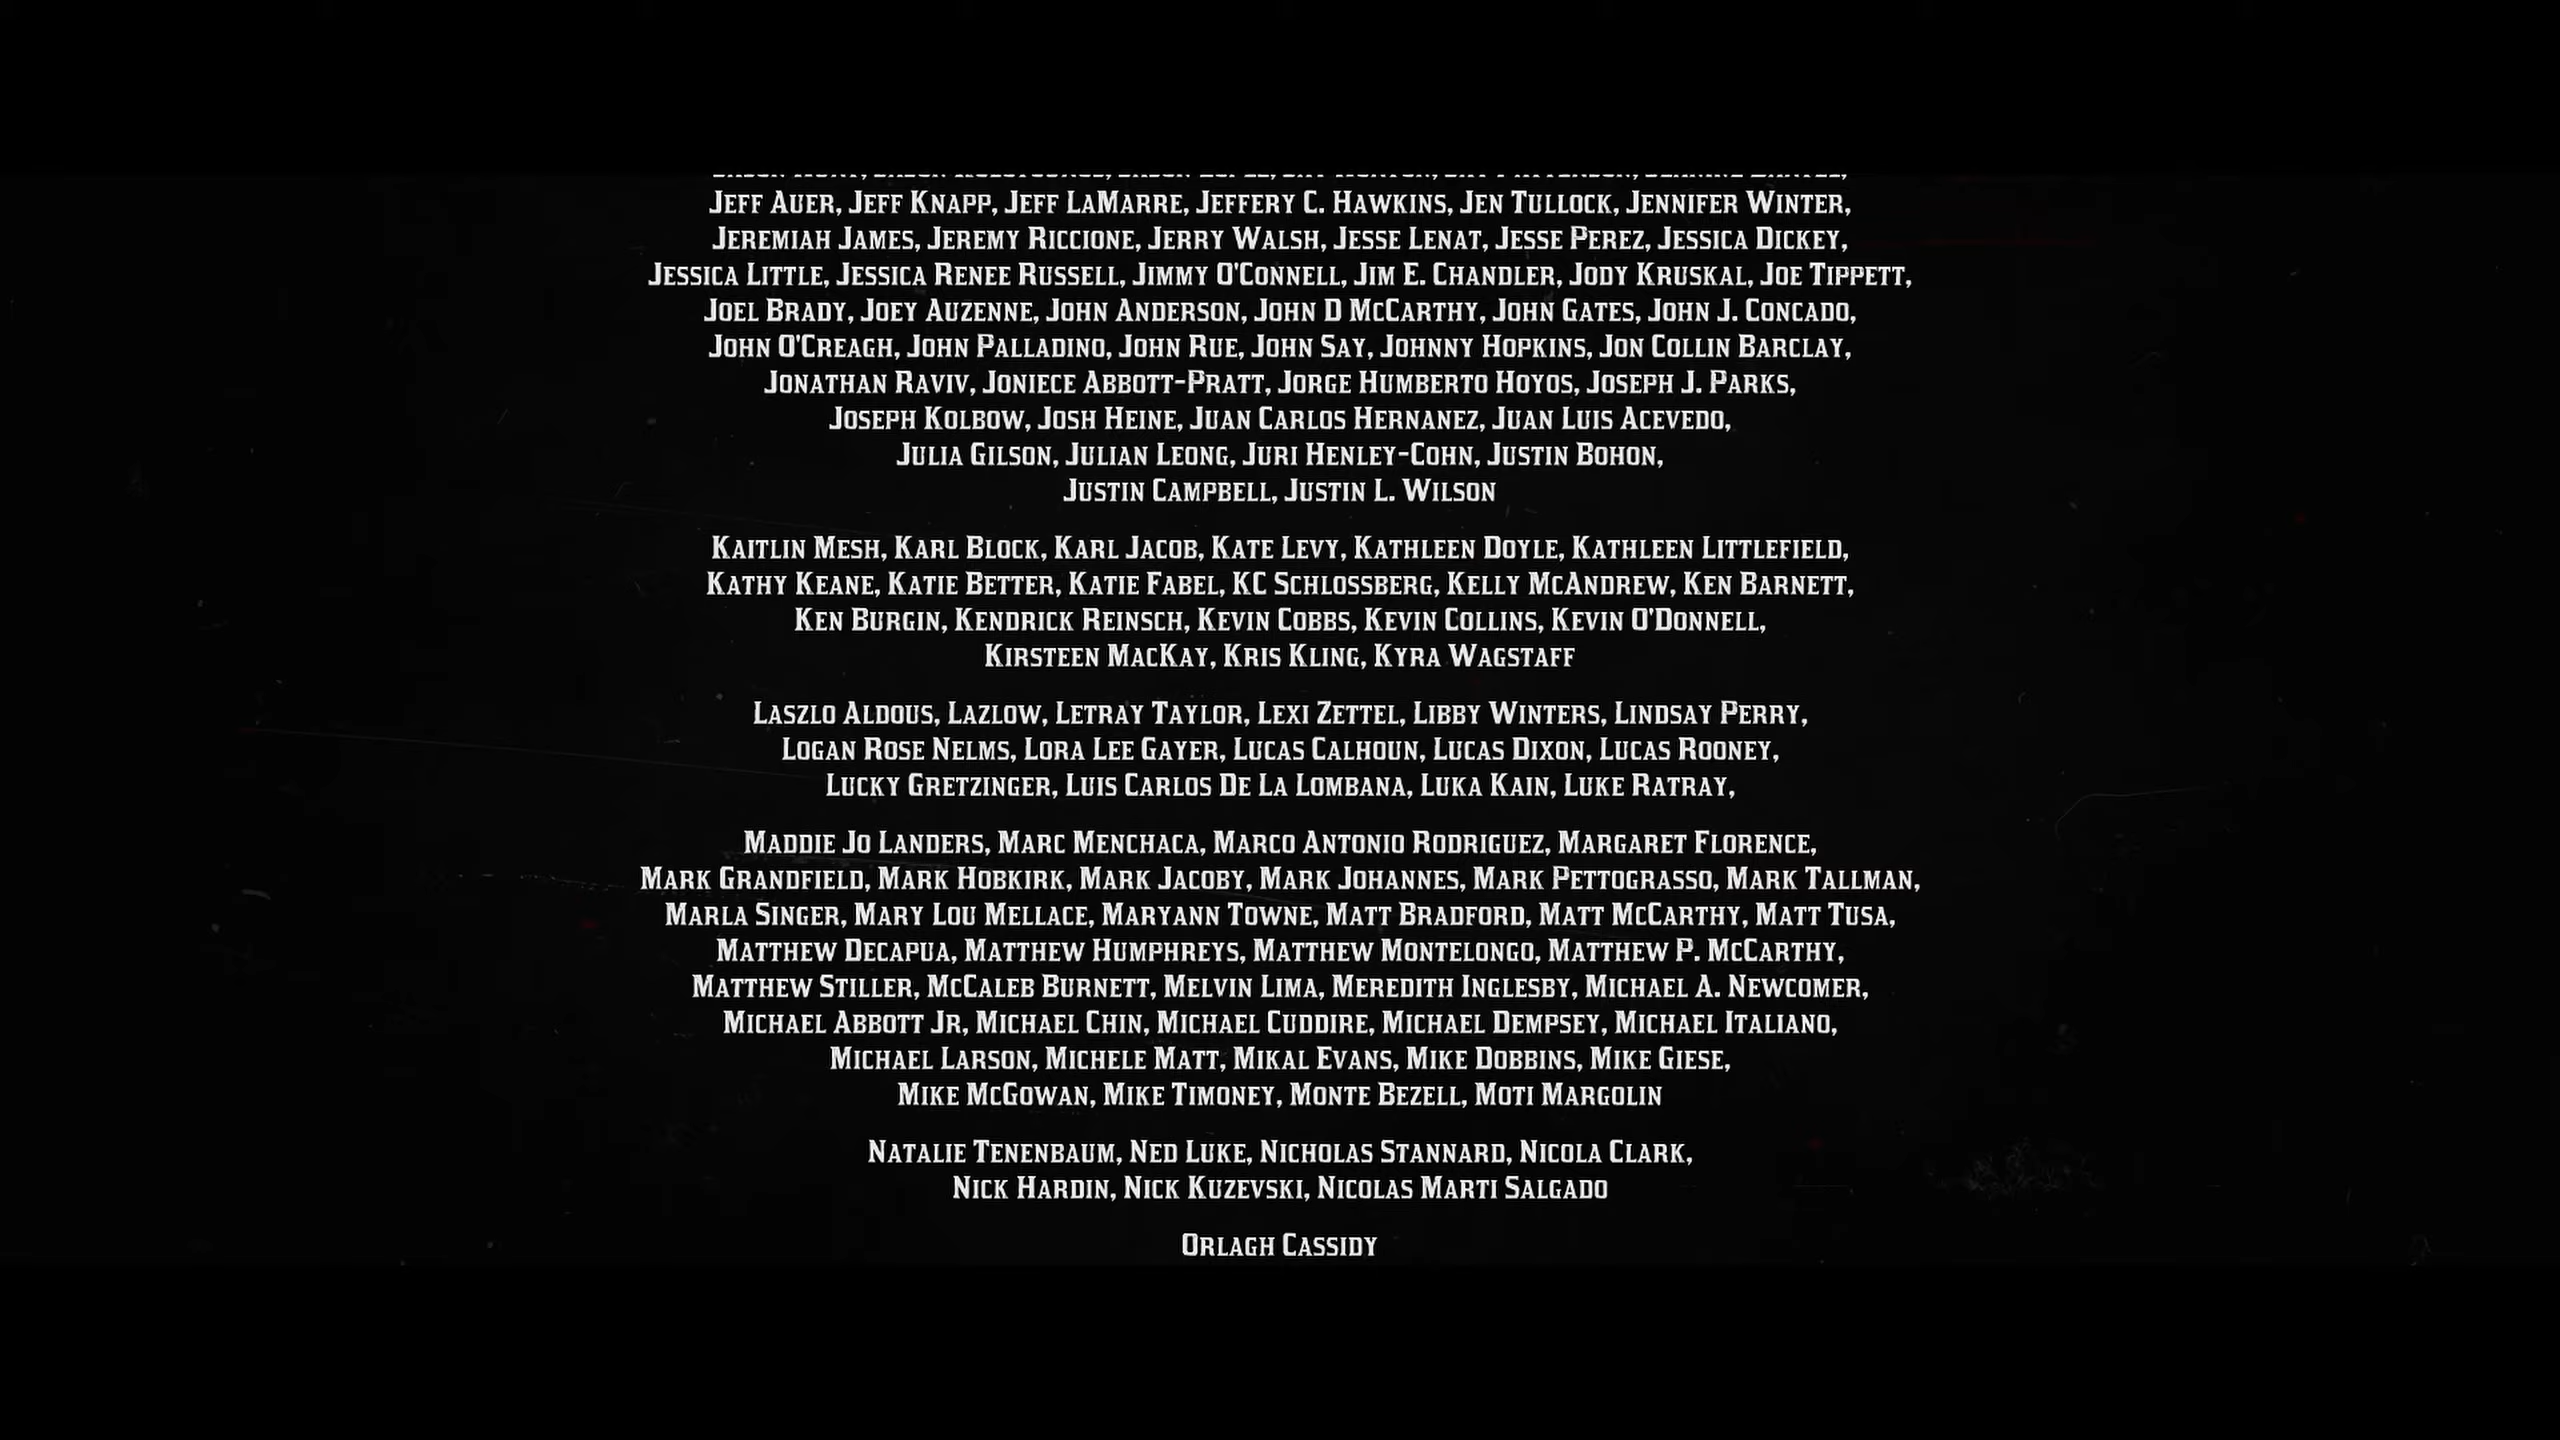 Jeff Auer, Jeff Knapp, Jeff LaMarre, Jeffery C. Hawkins, Jen Tullock, Jennifer Winter,
Jeremiah James, Jeremy Riccione, Jerry Walsh, Jesse Lenat, Jesse Perez, Jessica Dickey,
Jessica Little, Jessica Renee Russell, Jimmy O'Connell, Jim E. Chandler, Jody Kruskal, Joe Tippett,
Joel Brady, Joey Auzenne, John Anderson, John D McCarthy, John Gates, John J. Concado,
John O'Creagh, John Palladino, John Rue, John Say, Johnny Hopkins, Jon Collin Barclay,
Jonathan Raviv, Joniece Abbott-Pratt, Jorge Humberto Hoyos, Joseph J. Parks,
Joseph Kolbow, Josh Heine, Juan Carlos Hernanez, Juan Luis Acevedo,
Julia Gilson, Julian Leong, Juri Henley-Cohn, Justin Bohon,
Justin Campbell, Justin L. Wilson
Kaitlin Mesh, Karl Block, Karl Jacob, Kate Levy, Kathleen Doyle, Kathleen Littlefield,
Kathy Keane, Katie Better, Katie Fabel, KC Schlossberg, Kelly McAndrew, Ken Barnett,
Ken Burgin, Kendrick Reinsch, Kevin Cobbs, Kevin Collins, Kevin O'Donnell,
Kirsteen MacKay, Kris Kling, Kyra Wagstaff
Laszlo Aldous, Lazlow, Letray Taylor, Lexi Zettel, Libby Winters, Lindsay Perry,
Logan Rose Nelms, Lora Lee Gayer, Lucas Calhoun, Lucas Dixon, Lucas Rooney,
Lucky Gretzinger, Luis Carlos De La Lombana, Luka Kain, Luke Ratray,
Maddie Jo Landers, Marc Menchaca, Marco Antonio Rodriguez, Margaret Florence,
Mark Grandfield, Mark Hobkirk, Mark Jacoby, Mark Johannes, Mark Pettograsso, Mark Tallman,
Marla Singer, Mary Lou Mellace, Maryann Towne, Matt Bradford, Matt McCarthy, Matt Tusa,
Matthew Decapua, Matthew Humphreys, Matthew Montelongo, Matthew P. McCarthy,
Matthew Stiller, McCaleb Burnett, Melvin Lima, Meredith Inglesby, Michael A. Newcomer,
Michael Abbott Jr, Michael Chin, Michael Cuddire, Michael Dempsey, Michael Italiano,
Michael Larson, Michele Matt, Mikal Evans, Mike Dobbins, Mike Giese,
Mike McGowan, Mike Timoney, Monte Bezell, Moti Margolin
Natalie Tenenbaum, Ned Luke, Nicholas Stannard, Nicola Clark,
Nick Hardin, Nick Kuzevski, Nicolas Marti Salgado
Orlagh Cassidy